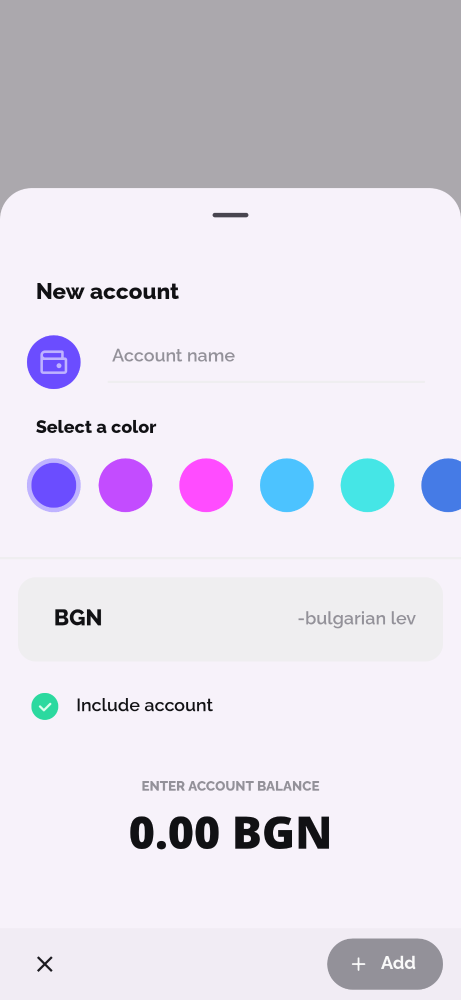 New account
Account name
Select a color
BGN -bulgarian lev
Include account
ENTER ACCOUNT BALANCE
0.00 BGN
Add